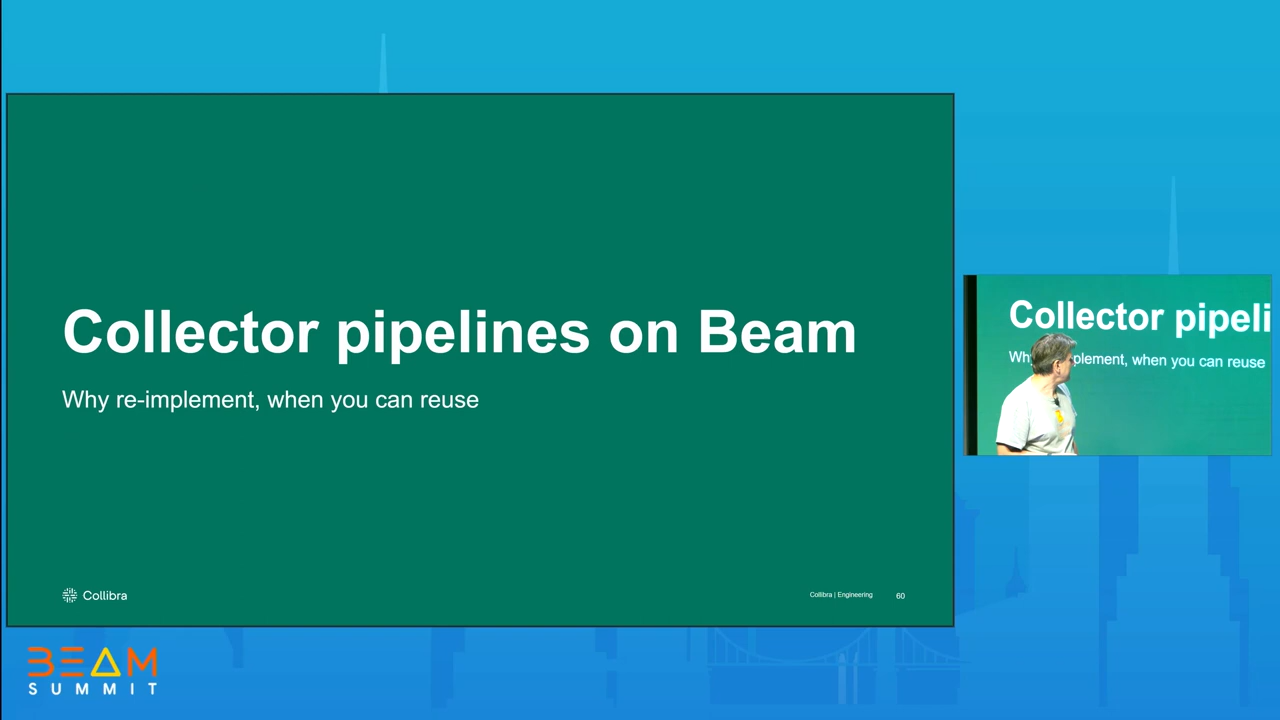 Collector pipelines on Beam
Why re-implement, when you can reuse
Collibra
Collibra | Engineering
60
Collector pipeli
Wh plement, when you can reuse
BEAM
SUMMIT